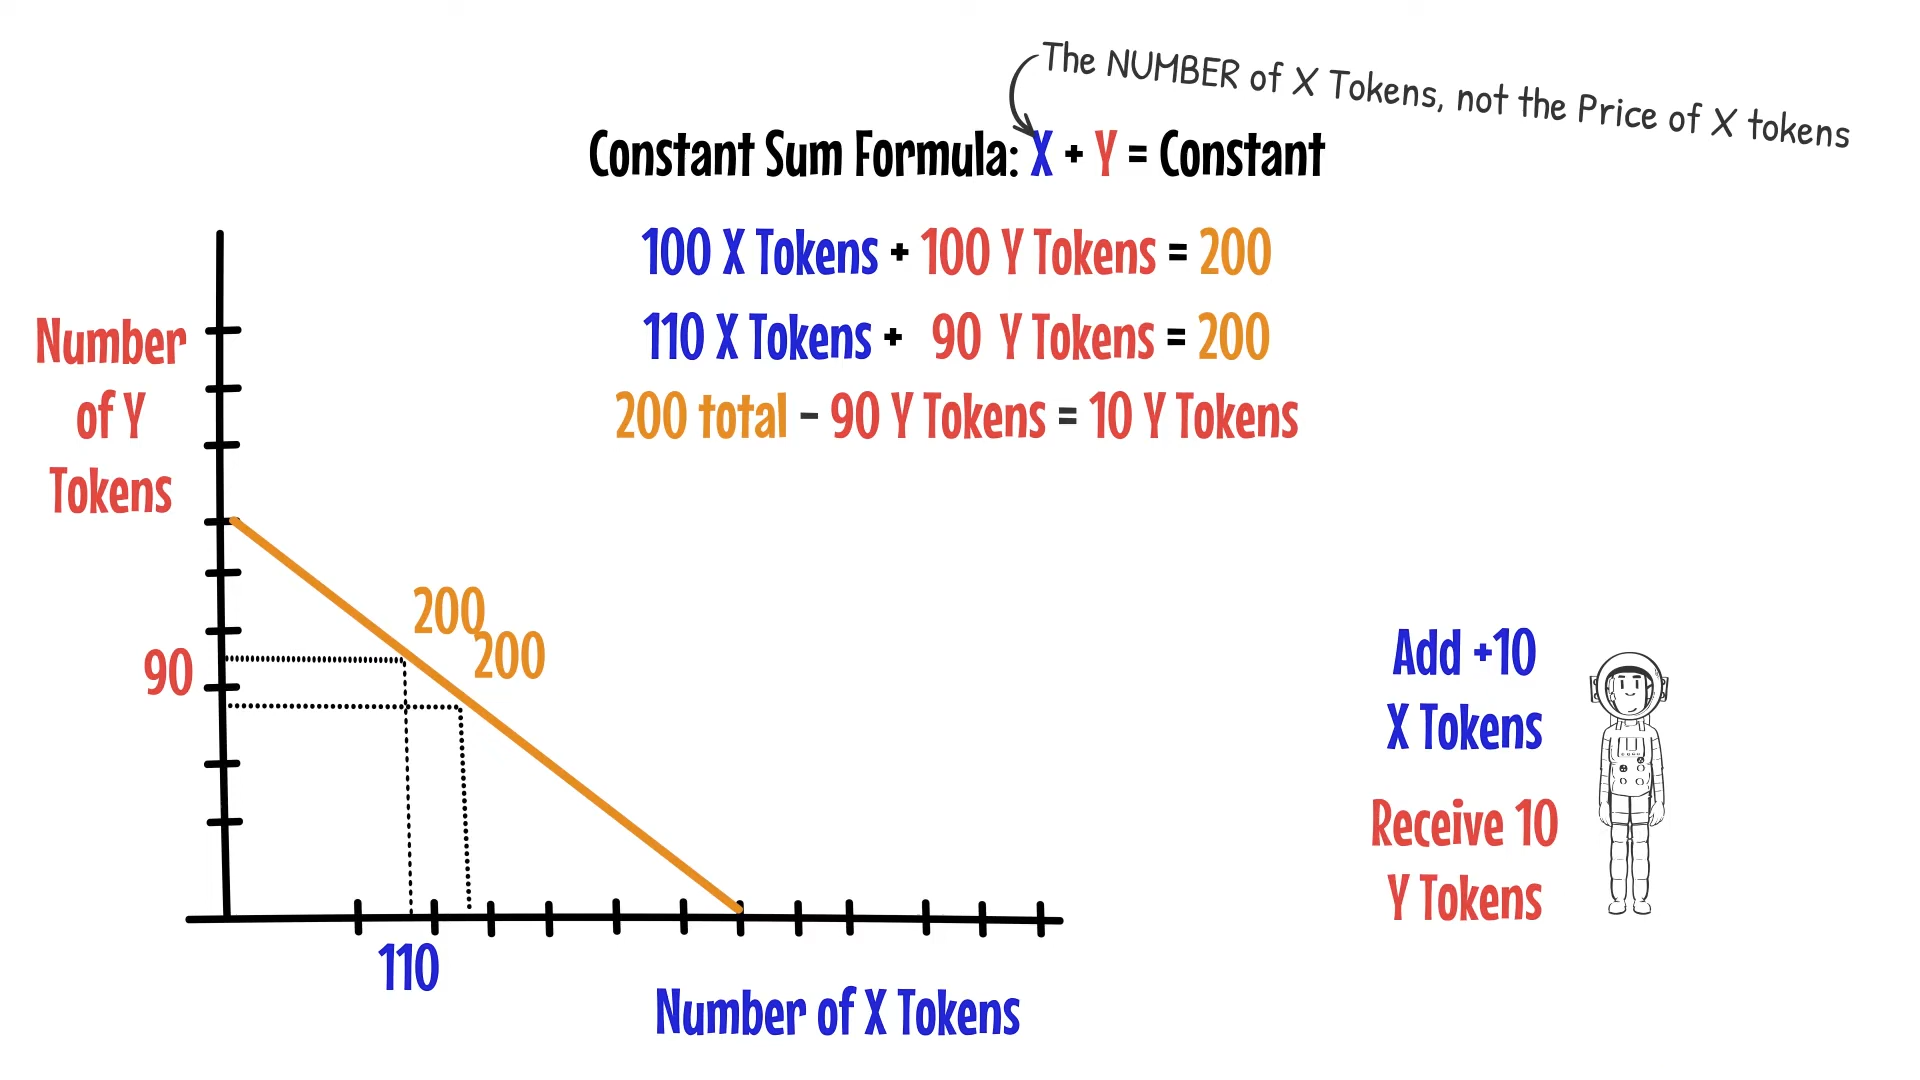 The NUMBER of X Tokens, not the Price of X tokens
Constant Sum Formula: X + Y = Constant
100 X Tokens + 100 Y Tokens = 200
110 X Tokens + 90 Y Tokens = 200
200 total - 90 Y Tokens = 10 Y Tokens
Number
of Y
Tokens
200
200
90
110
Number of X Tokens
Add +10
X Tokens
Receive 10
Y Tokens